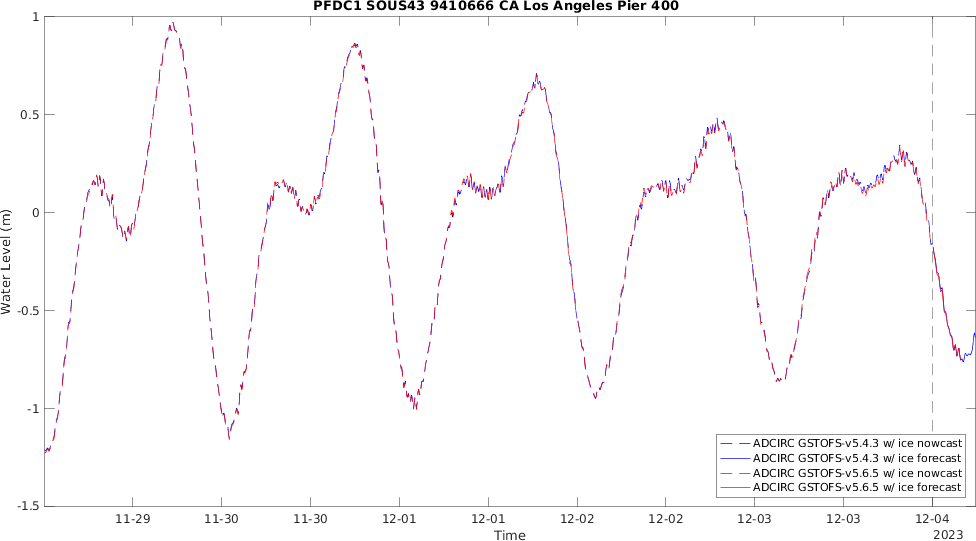 PFDC1 SOUS43 9410666 CA Los Angeles Pier 400
1
0.5
0
-0.5
-1
-1.5
Water Level (m)
11-29
11-30
11-30
12-01
12-01
12-02
12-02
12-03
12-03
12-04
2023
Time
ADCIRC GSTOFS-v5.4.3 w/ ice nowcast
ADCIRC GSTOFS-v5.4.3 w/ ice forecast
ADCIRC GSTOFS-v5.6.5 w/ ice nowcast
ADCIRC GSTOFS-v5.6.5 w/ ice forecast